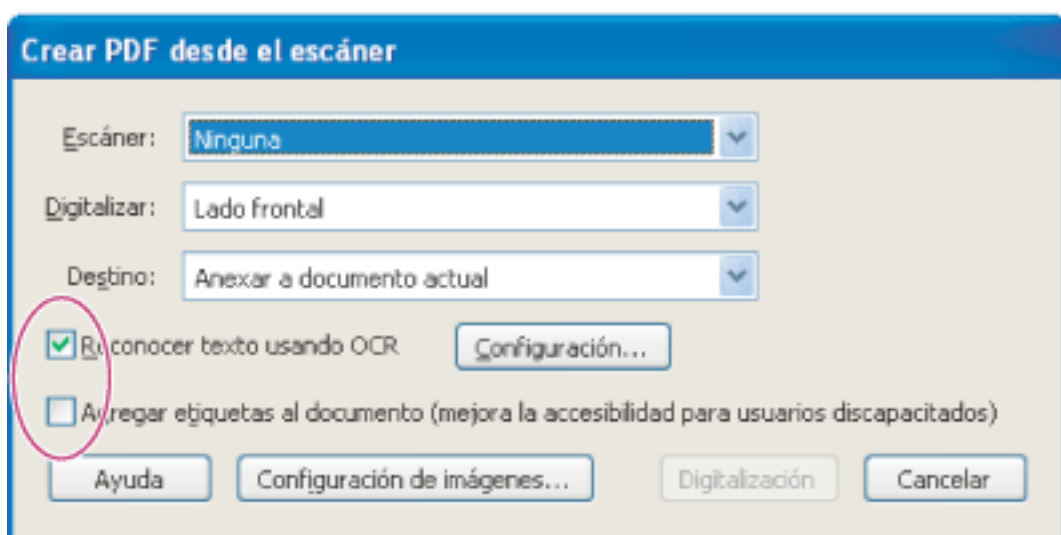 Crear PDF desde el escáner
Escáner: Ninguna
Digitalizar: Lado frontal
Destino: Anexar a documento actual
Reconocer texto usando OCR Configuración...
Agregar etiquetas al documento (mejora la accesibilidad para usuarios discapacitados)
Ayuda Configuración de imágenes... Digitalización Cancelar